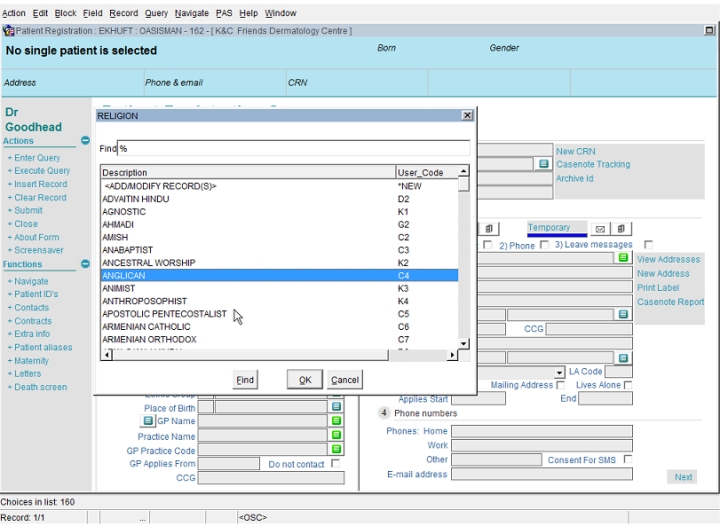 Action Edit Block Field Record Query Navigate PAS Help Window
Patient Registration : EKHUFT : OASISMAN - 162 - [ K&C Friends Dermatology Centre ]
No single patient is selected
Born
Gender
Address
Phone & email
CRN
Dr
Goodhead
Actions
+ Enter Query
+ Execute Query
+ Insert Record
+ Clear Record
+ Submit
+ Close
+ About Form
+ Screensaver
Functions
+ Navigate
+ Patient ID's
+ Contacts
+ Contracts
+ Extra info
+ Patient aliases
+ Maternity
+ Letters
+ Death screen
RELIGION
Find %
Description User_Code
<ADD/MODIFY RECORD(S)> *NEW
ADVAITIN HINDU D2
AGNOSTIC K1
AHMADI G2
AMISH C2
ANABAPTIST C3
ANCESTRAL WORSHIP K2
ANGLICAN C4
ANIMIST K3
ANTHROPOSOPHIST K4
APOSTOLIC PENTECOSTALIST C5
ARMENIAN CATHOLIC C6
ARMENIAN ORTHODOX C7
Find OK Cancel
New CRN
Casenote Tracking
Archive Id
Temporary
2) Phone 3) Leave messages
View Addresses
New Address
Print Label
Casenote Report
CCG
LA Code
Mailing Address Lives Alone
Applies Start End
Place of Birth
GP Name
Practice Name
GP Practice Code
GP Applies From Do not contact
CCG
4 Phone numbers
Phones: Home
Work
Other Consent For SMS
E-mail address
Next
Choices in list: 160
Record: 1/1 ... <OSC>